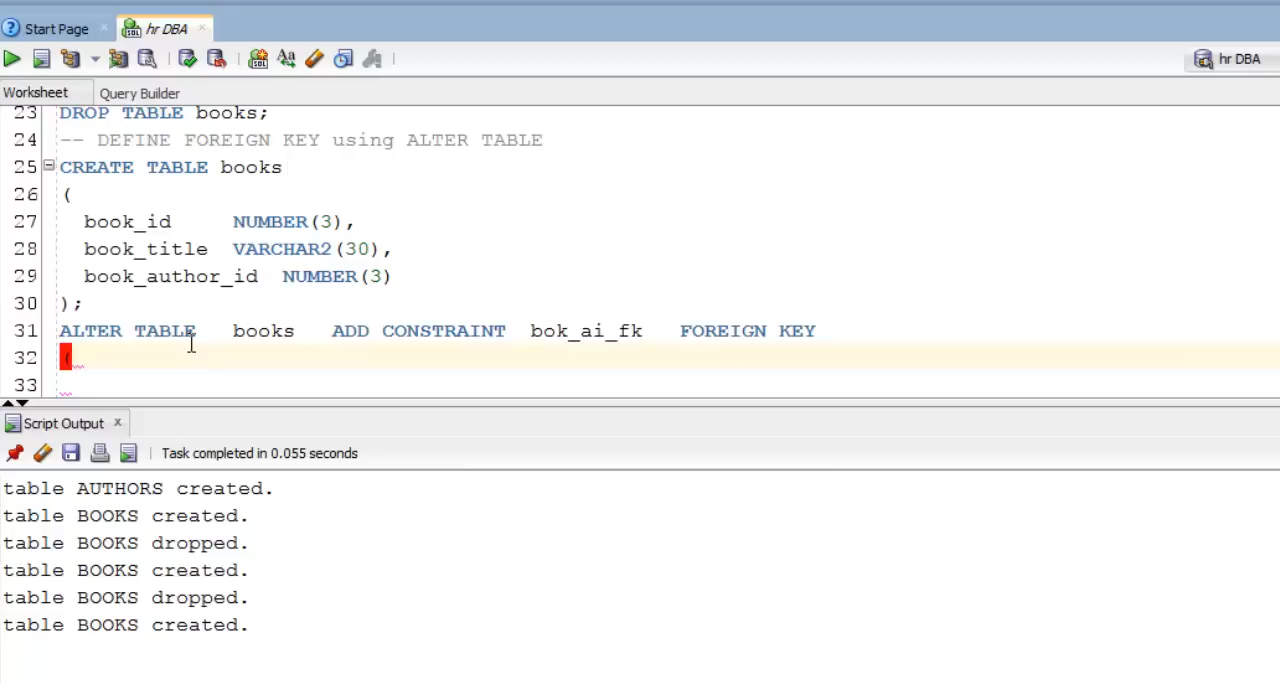 Start Page hr DBA
hr DBA
Worksheet Query Builder
23 DROP TABLE books;
24 -- DEFINE FOREIGN KEY using ALTER TABLE
25 CREATE TABLE books
26 (
27 book_id NUMBER(3),
28 book_title VARCHAR2(30),
29 book_author_id NUMBER(3)
30 );
31 ALTER TABLE books ADD CONSTRAINT bok_ai_fk FOREIGN KEY
32 (
33
Script Output x
Task completed in 0.055 seconds
table AUTHORS created.
table BOOKS created.
table BOOKS dropped.
table BOOKS created.
table BOOKS dropped.
table BOOKS created.